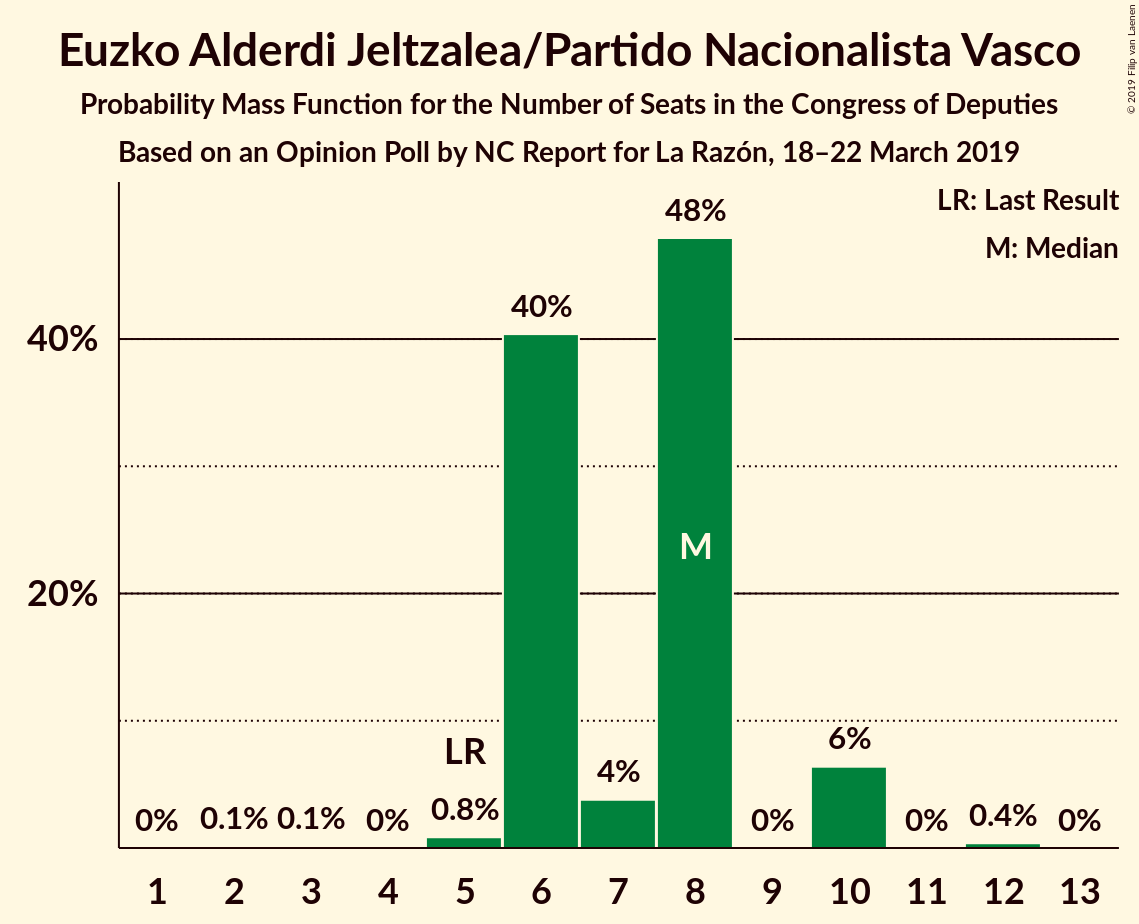 Euzko Alderdi Jeltzalea/Partido Nacionalista Vasco
Probability Mass Function for the Number of Seats in the Congress of Deputies
Based on an Opinion Poll by NC Report for La Razón, 18–22 March 2019
© 2019 Filip van Laenen
LR: Last Result
M: Median
48%
40%
40%
M
20%
LR
6%
4%
0.8%
0%
0.1%
0.1%
0%
0%
0%
0.4%
0%
1 2 3 4 5 6 7 8 9 10 11 12 13